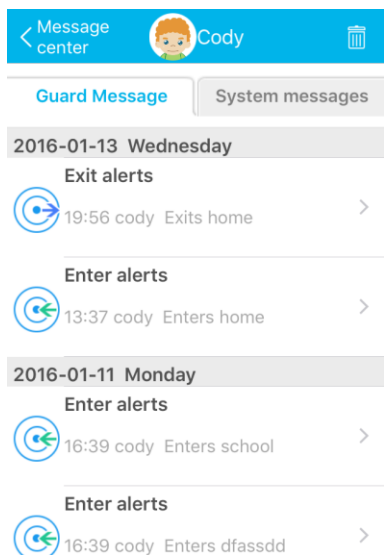 Message
center
Cody
Guard Message System messages
2016-01-13 Wednesday
Exit alerts
19:56 cody Exits home
Enter alerts
13:37 cody Enters home
2016-01-11 Monday
Enter alerts
16:39 cody Enters school
Enter alerts
16:39 cody Enters dfassdd